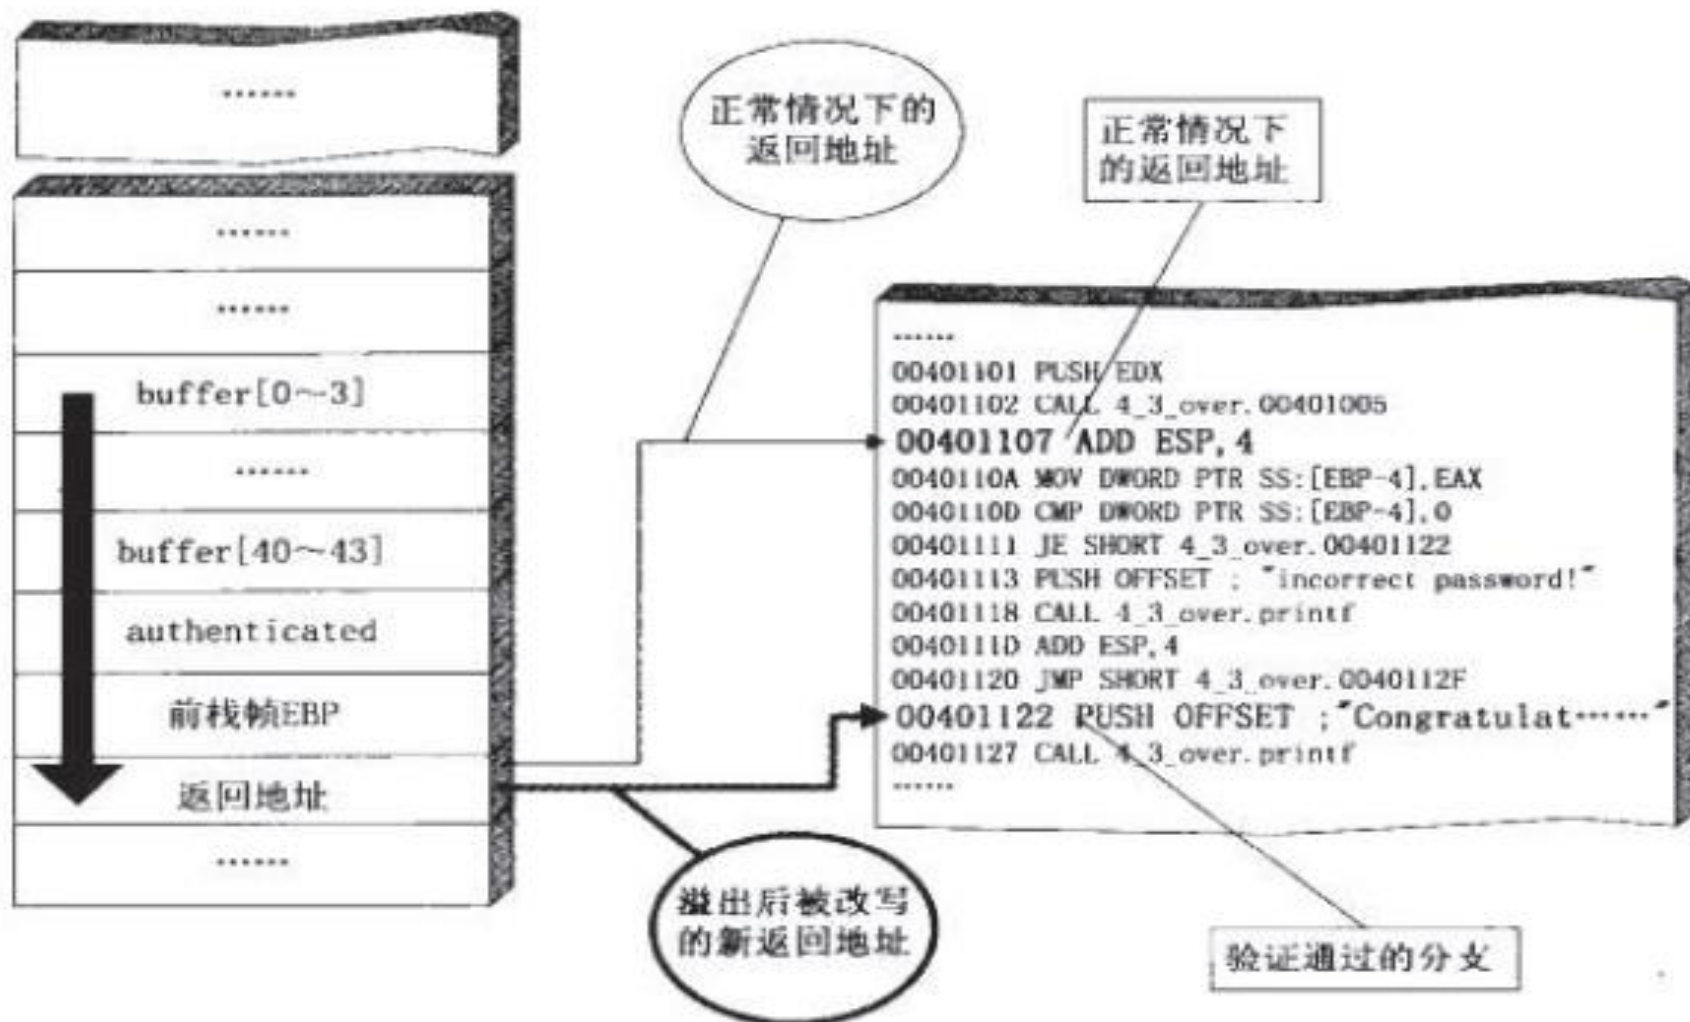 ......
......
......
buffer[0～3]
......
buffer[40～43]
authenticated
前栈帧EBP
返回地址
......
正常情况下的
返回地址
正常情况下
的返回地址
......
00401101 PUSH EDX
00401102 CALL 4_3_over.00401005
00401107 ADD ESP,4
0040110A MOV DWORD PTR SS:[EBP-4],EAX
0040110D CMP DWORD PTR SS:[EBP-4],0
00401111 JE SHORT 4_3_over.00401122
00401113 PUSH OFFSET ; "incorrect password!"
00401118 CALL 4_3_over.printf
0040111D ADD ESP,4
00401120 JMP SHORT 4_3_over.0040112F
00401122 PUSH OFFSET ;"Congratulat……"
00401127 CALL 4_3_over.printf
......
溢出后被改写
的新返回地址
验证通过的分支